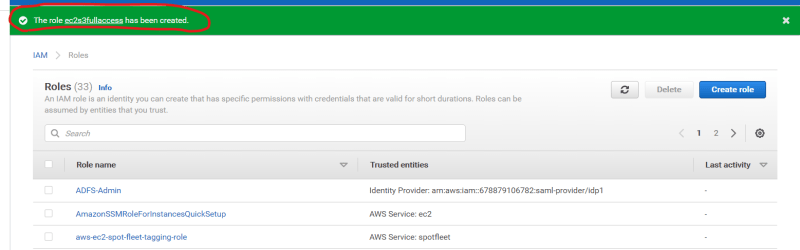 The role ec2s3fullaccess has been created.
IAM > Roles
Roles (33) Info
An IAM role is an identity you can create that has specific permissions with credentials that are valid for short durations. Roles can be
assumed by entities that you trust.
Delete
Create role
Search
1 2
Role name Trusted entities Last activity
ADFS-Admin Identity Provider: arn:aws:iam::678879106782:saml-provider/idp1 -
AmazonSSMRoleForInstancesQuickSetup AWS Service: ec2 -
aws-ec2-spot-fleet-tagging-role AWS Service: spotfleet -